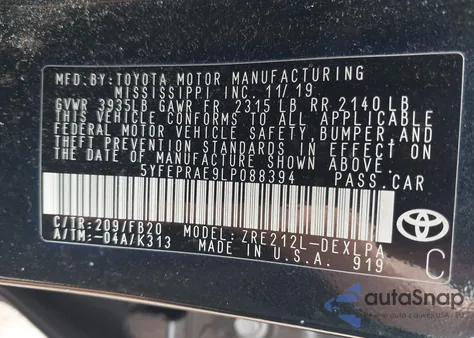 MFD. BY: TOYOTA MOTOR MANUFACTURING
MISSISSIPPI INC. 11/19
GVWR 3935LB GAWR FR 2315 LB RR 2140 LB
THIS VEHICLE CONFORMS TO ALL APPLICABLE
FEDERAL MOTOR VEHICLE SAFETY, BUMPER, AND
THEFT PREVENTION STANDARDS IN EFFECT ON
THE DATE OF MANUFACTURE SHOWN ABOVE.
5YFEPRAE9LP088394 PASS.CAR
C/TR: 209/FB20 MODEL: ZRE212L-DEXLPA
A/TM: -04A/K313 MADE IN U.S.A. 919
TOYOTA
C
autoSnap